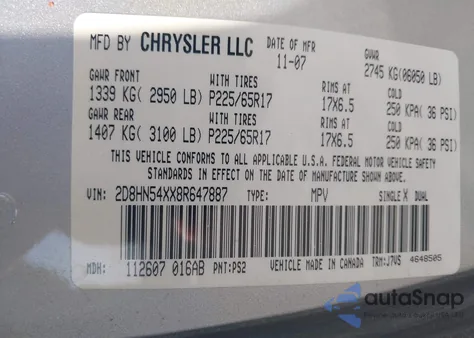 MFD BY CHRYSLER LLC DATE OF MFR 11-07 GVWR 2745 KG(06050 LB)
GAWR FRONT WITH TIRES RIMS AT COLD
1339 KG( 2950 LB) P225/65R17 17X6.5 250 KPA( 36 PSI)
GAWR REAR WITH TIRES RIMS AT COLD
1407 KG( 3100 LB) P225/65R17 17X6.5 250 KPA( 36 PSI)
THIS VEHICLE CONFORMS TO ALL APPLICABLE U.S.A. FEDERAL MOTOR VEHICLE SAFETY
STANDARDS IN EFFECT ON THE DATE OF MANUFACTURE SHOWN ABOVE.
VIN: 2D8HN54XX8R647887 TYPE: MPV SINGLE X DUAL
MDH: 112607 016AB PNT:PS2 VEHICLE MADE IN CANADA TRM:J7VS 4648505
autoSnap